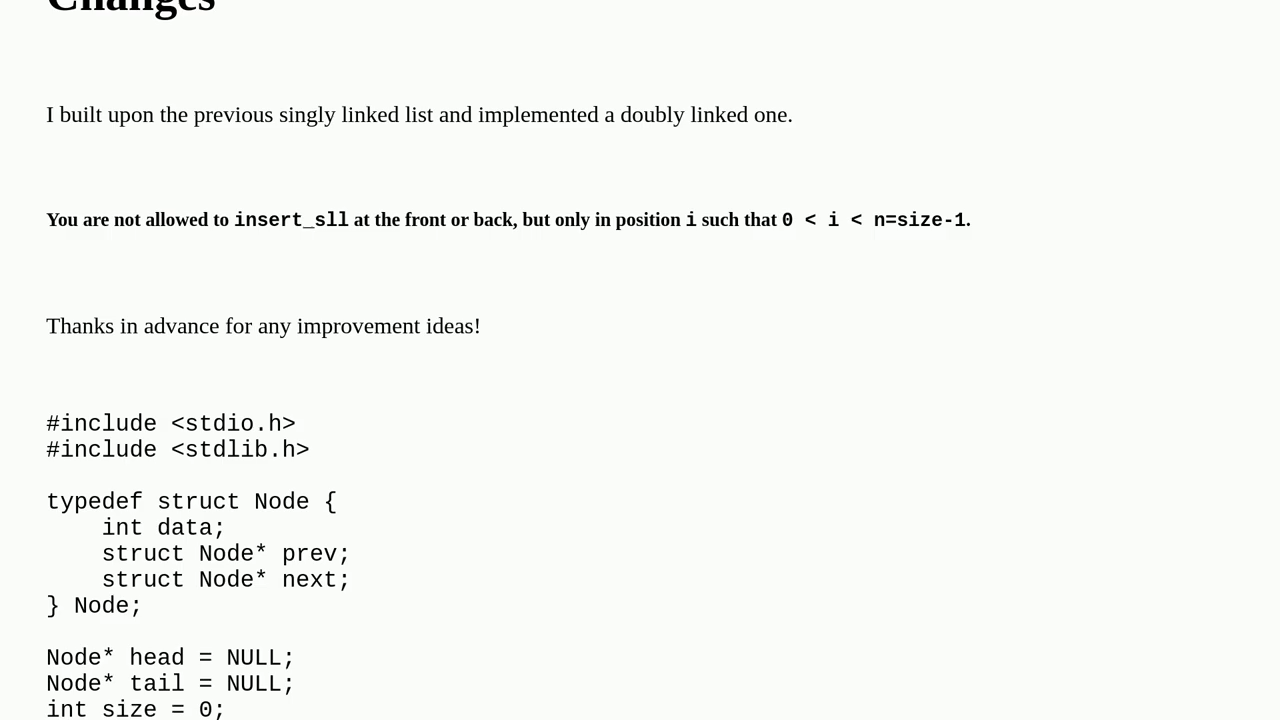 Changes
I built upon the previous singly linked list and implemented a doubly linked one.
You are not allowed to insert_sll at the front or back, but only in position i such that 0 < i < n=size-1.
Thanks in advance for any improvement ideas!
#include <stdio.h>
#include <stdlib.h>
typedef struct Node {
    int data;
    struct Node* prev;
    struct Node* next;
} Node;
Node* head = NULL;
Node* tail = NULL;
int size = 0;